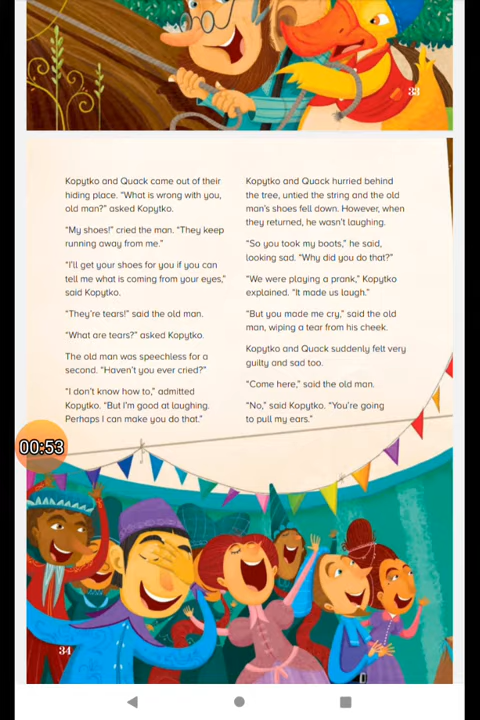 33
Kopytko and Quack came out of their
hiding place. “What is wrong with you,
old man?” asked Kopytko.
“My shoes!” cried the man. “They keep
running away from me.”
“I’ll get your shoes for you if you can
tell me what is coming from your eyes,”
said Kopytko.
“They’re tears!” said the old man.
“What are tears?” asked Kopytko.
The old man was speechless for a
second. “Haven’t you ever cried?”
“I don’t know how to,” admitted
Kopytko. “But I’m good at laughing.
Perhaps I can make you do that.”
Kopytko and Quack hurried behind
the tree, untied the string and the old
man’s shoes fell down. However, when
they returned, he wasn’t laughing.
“So you took my boots,” he said,
looking sad. “Why did you do that?”
“We were playing a prank,” Kopytko
explained. “It made us laugh.”
“But you made me cry,” said the old
man, wiping a tear from his cheek.
Kopytko and Quack suddenly felt very
guilty and sad too.
“Come here,” said the old man.
“No,” said Kopytko. “You’re going
to pull my ears.”
00:53
34